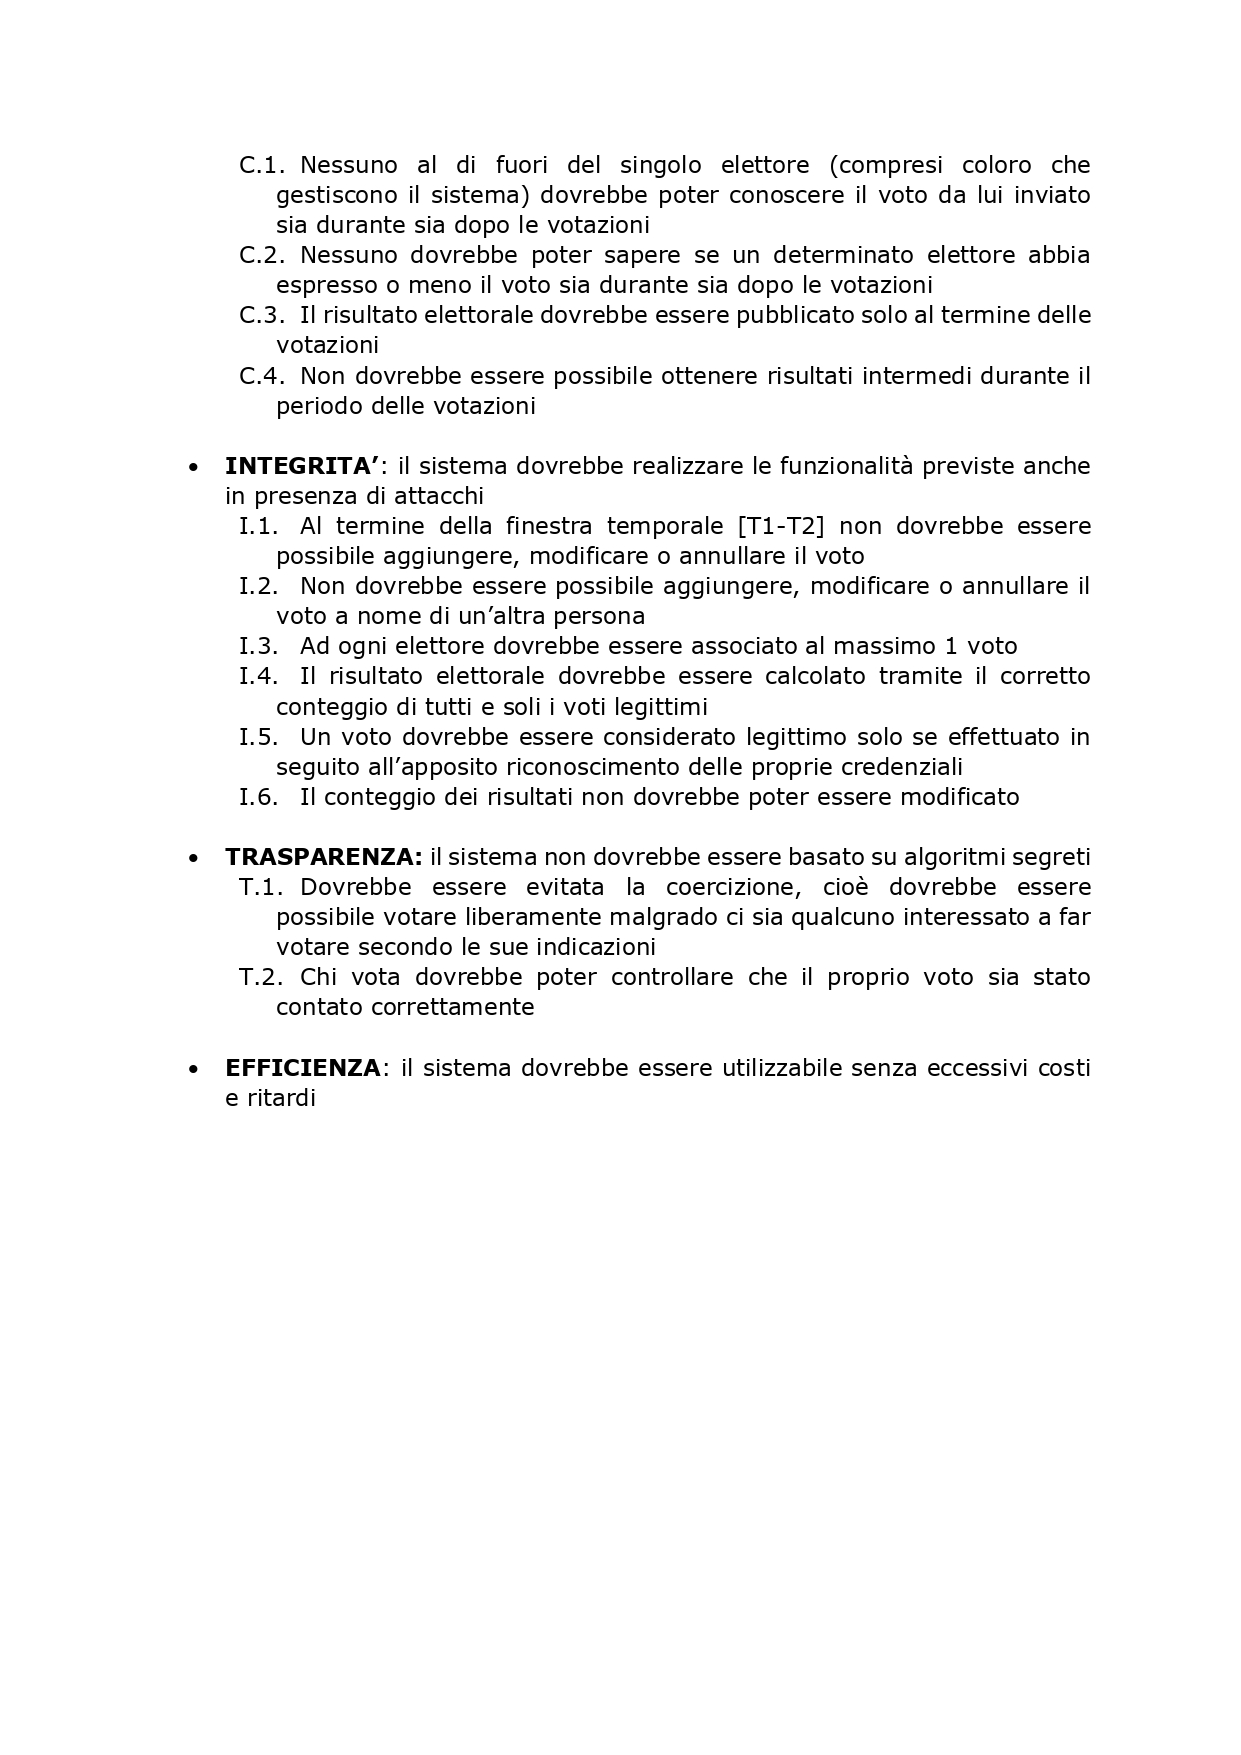 C.1. Nessuno al di fuori del singolo elettore (compresi coloro che
gestiscono il sistema) dovrebbe poter conoscere il voto da lui inviato
sia durante sia dopo le votazioni
C.2. Nessuno dovrebbe poter sapere se un determinato elettore abbia
espresso o meno il voto sia durante sia dopo le votazioni
C.3. Il risultato elettorale dovrebbe essere pubblicato solo al termine delle
votazioni
C.4. Non dovrebbe essere possibile ottenere risultati intermedi durante il
periodo delle votazioni
• INTEGRITA’: il sistema dovrebbe realizzare le funzionalità previste anche
in presenza di attacchi
I.1. Al termine della finestra temporale [T1-T2] non dovrebbe essere
possibile aggiungere, modificare o annullare il voto
I.2. Non dovrebbe essere possibile aggiungere, modificare o annullare il
voto a nome di un’altra persona
I.3. Ad ogni elettore dovrebbe essere associato al massimo 1 voto
I.4. Il risultato elettorale dovrebbe essere calcolato tramite il corretto
conteggio di tutti e soli i voti legittimi
I.5. Un voto dovrebbe essere considerato legittimo solo se effettuato in
seguito all’apposito riconoscimento delle proprie credenziali
I.6. Il conteggio dei risultati non dovrebbe poter essere modificato
• TRASPARENZA: il sistema non dovrebbe essere basato su algoritmi segreti
T.1. Dovrebbe essere evitata la coercizione, cioè dovrebbe essere
possibile votare liberamente malgrado ci sia qualcuno interessato a far
votare secondo le sue indicazioni
T.2. Chi vota dovrebbe poter controllare che il proprio voto sia stato
contato correttamente
• EFFICIENZA: il sistema dovrebbe essere utilizzabile senza eccessivi costi
e ritardi